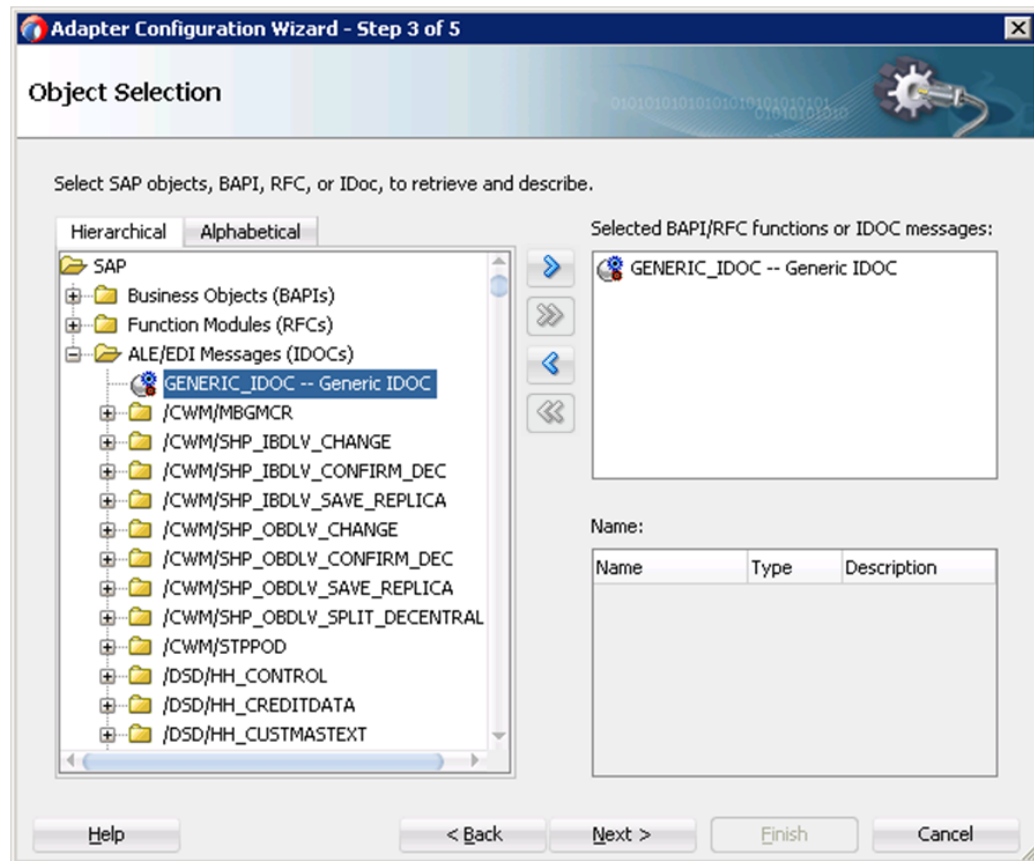 Adapter Configuration Wizard - Step 3 of 5
Object Selection
0101010101010101010101010101
01010101010
Select SAP objects, BAPI, RFC, or IDoc, to retrieve and describe.
Hierarchical Alphabetical
SAP
Business Objects (BAPIs)
Function Modules (RFCs)
ALE/EDI Messages (IDOCs)
GENERIC_IDOC -- Generic IDOC
/CWM/MBGMCR
/CWM/SHP_IBDLV_CHANGE
/CWM/SHP_IBDLV_CONFIRM_DEC
/CWM/SHP_IBDLV_SAVE_REPLICA
/CWM/SHP_OBDLV_CHANGE
/CWM/SHP_OBDLV_CONFIRM_DEC
/CWM/SHP_OBDLV_SAVE_REPLICA
/CWM/SHP_OBDLV_SPLIT_DECENTRAL
/CWM/STPPOD
/DSD/HH_CONTROL
/DSD/HH_CREDITDATA
/DSD/HH_CUSTMASTEXT
Selected BAPI/RFC functions or IDOC messages:
GENERIC_IDOC -- Generic IDOC
Name:
Name Type Description
Help < Back Next > Finish Cancel